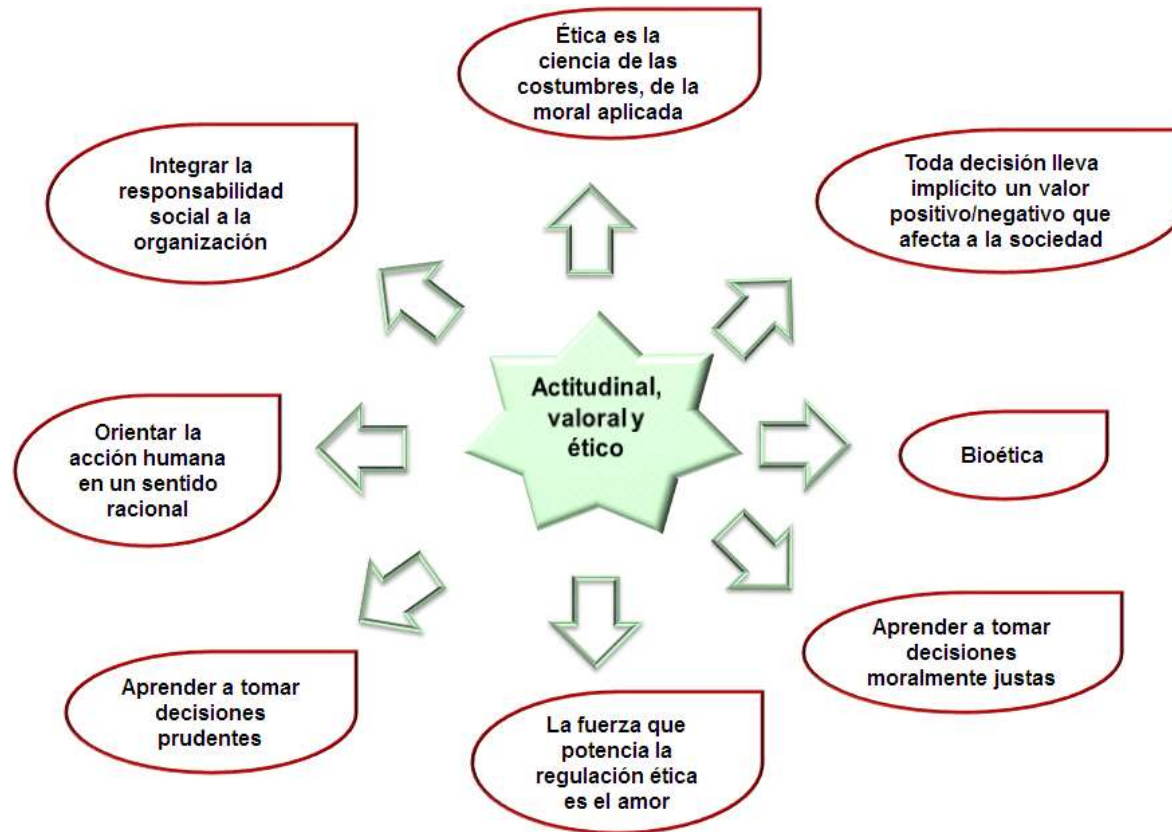 Ética es la
ciencia de las
costumbres, de la
moral aplicada
Integrar la
responsabilidad
social a la
organización
Toda decisión lleva
implícito un valor
positivo/negativo que
afecta a la sociedad
Actitudinal,
valoral y
ético
Orientar la
acción humana
en un sentido
racional
Bioética
Aprender a tomar
decisiones
moralmente justas
Aprender a tomar
decisiones
prudentes
La fuerza que
potencia la
regulación ética
es el amor